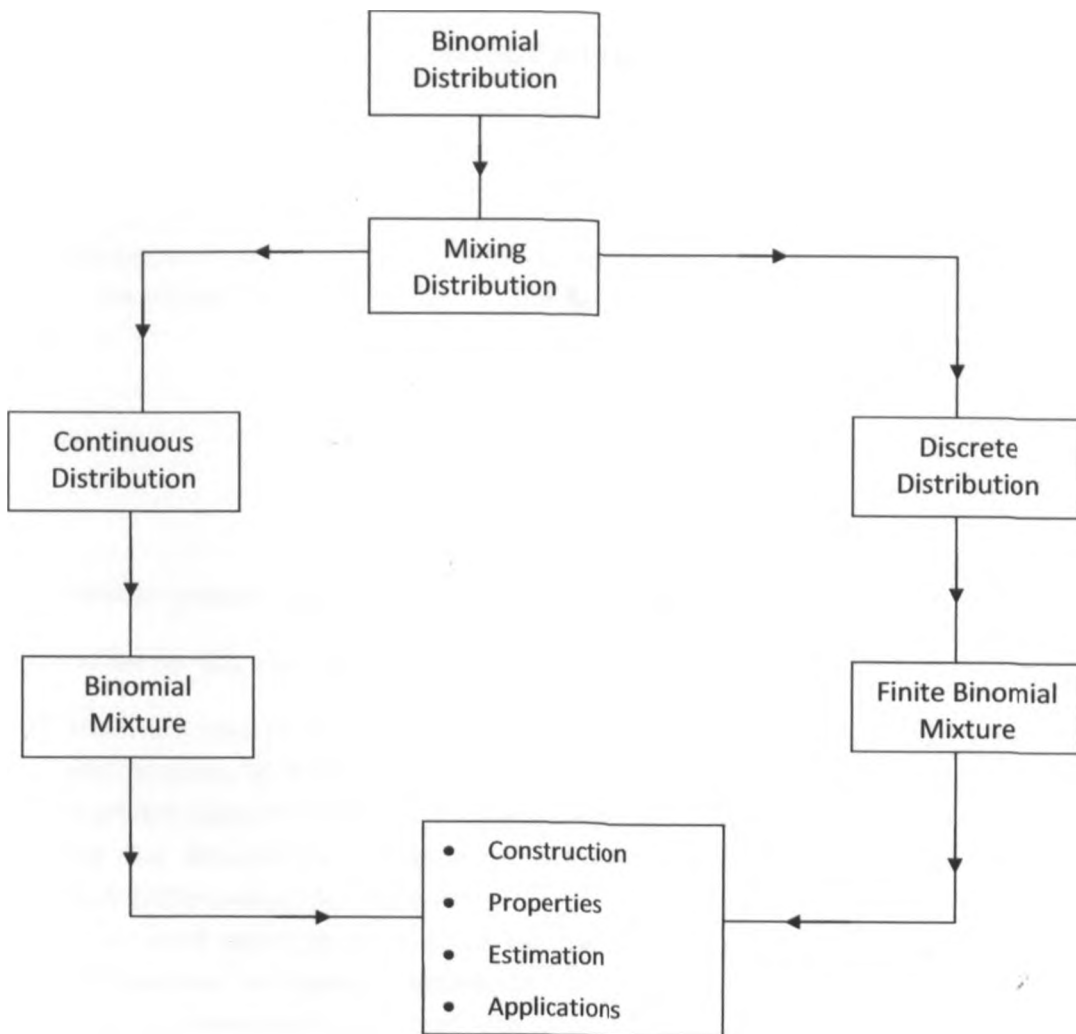 Binomial
Distribution
Mixing
Distribution
Continuous
Distribution
Discrete
Distribution
Binomial
Mixture
Finite Binomial
Mixture
• Construction
• Properties
• Estimation
• Applications